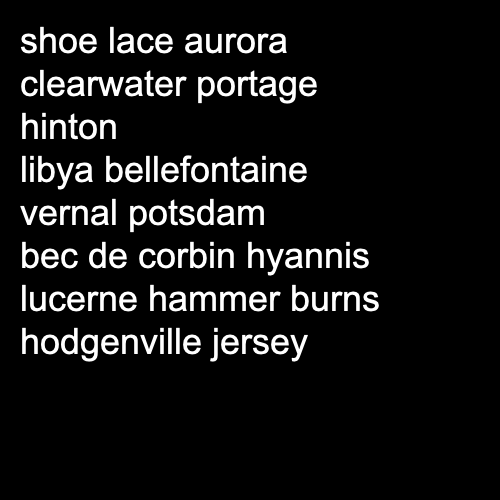 shoe lace aurora
clearwater portage
hinton
libya bellefontaine
vernal potsdam
bec de corbin hyannis
lucerne hammer burns
hodgenville jersey